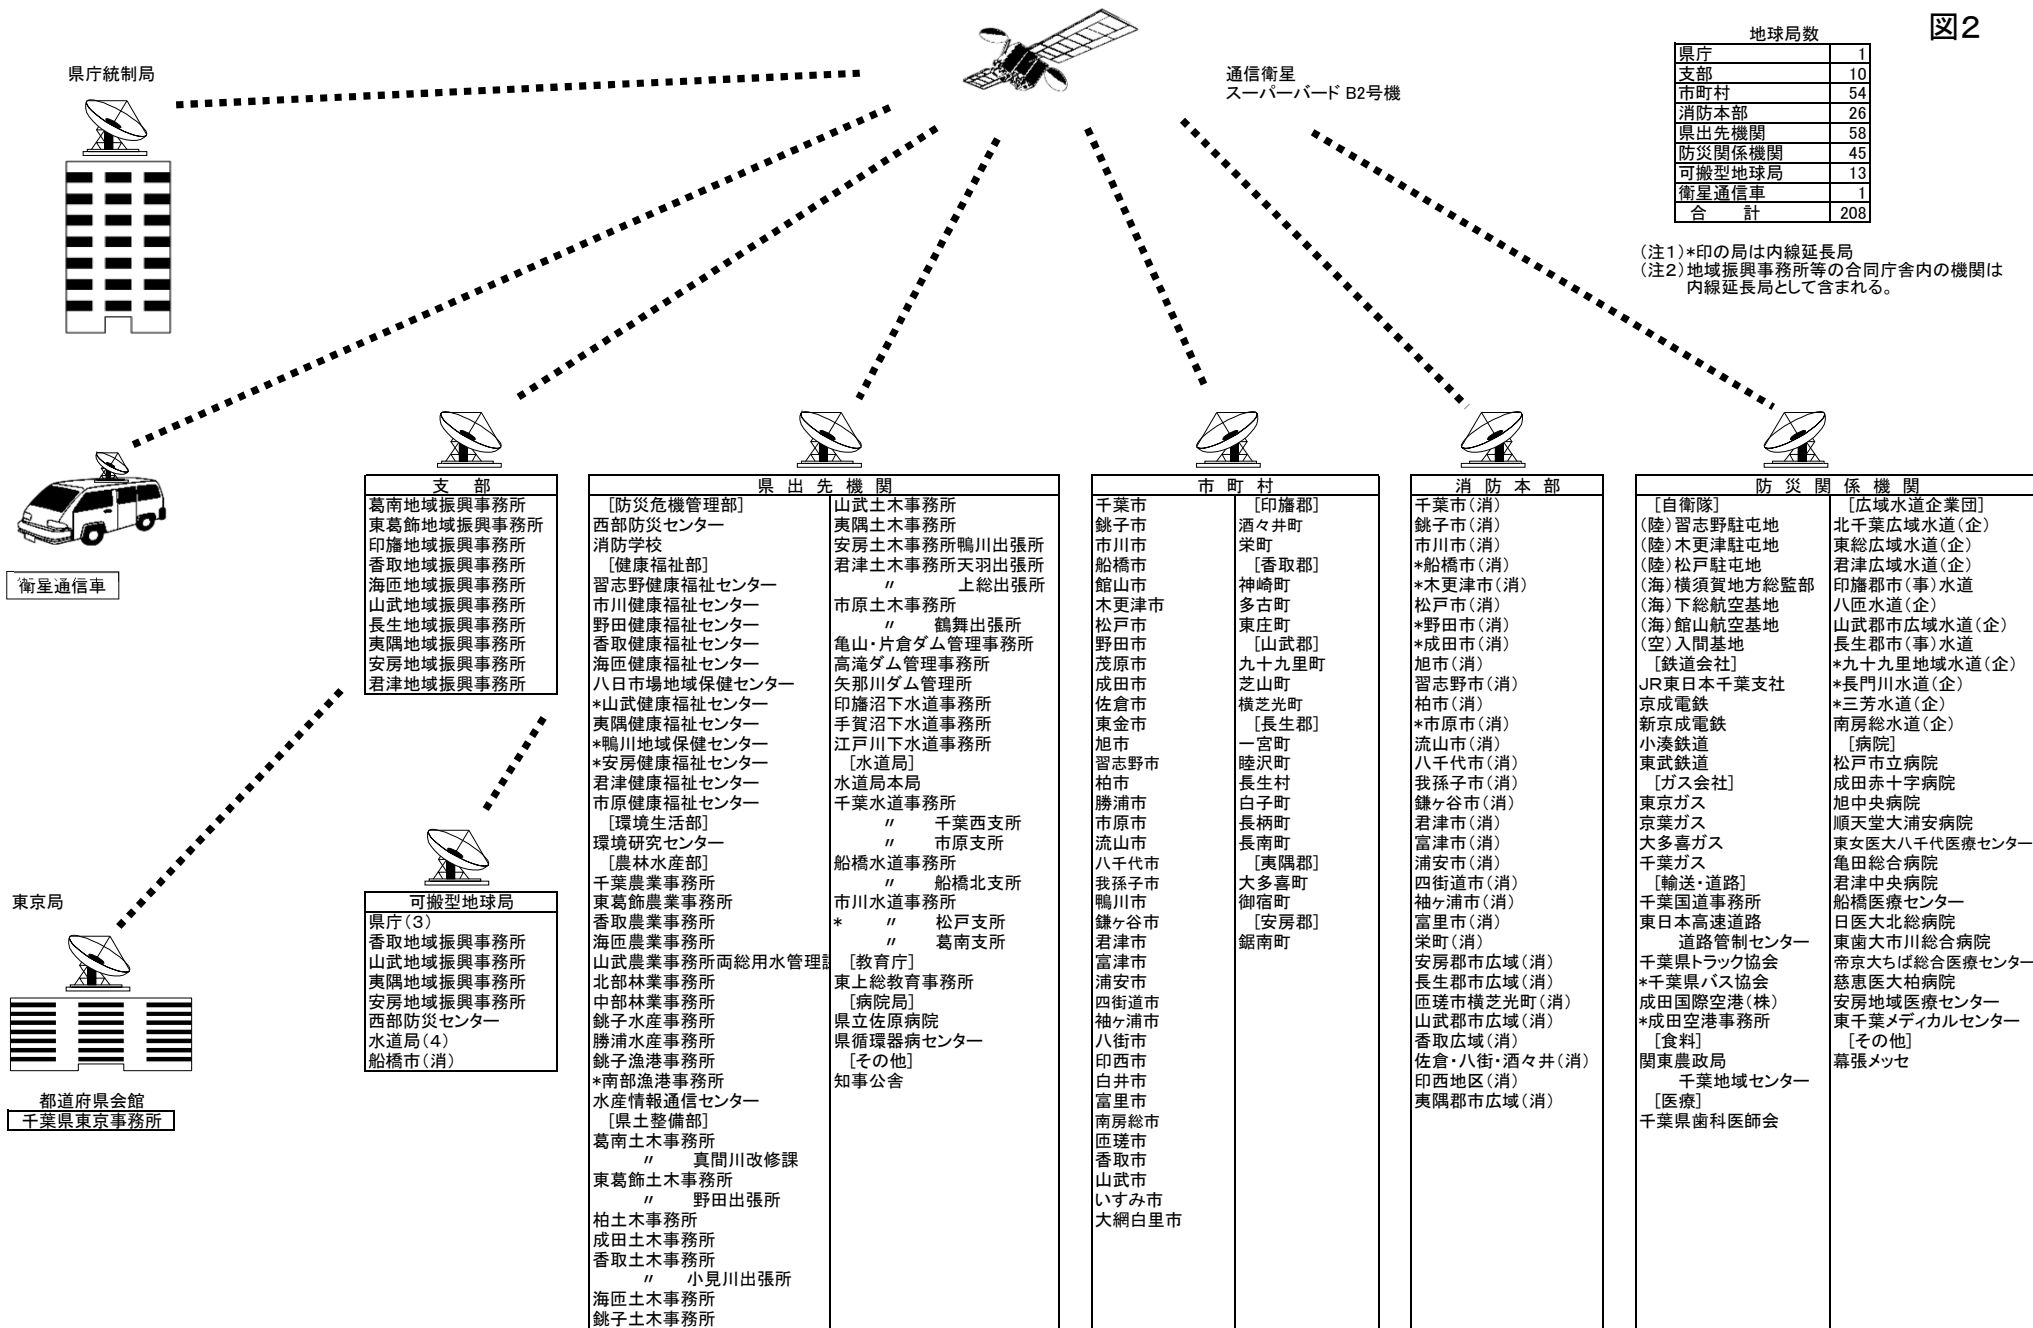 図2
地球局数
県庁 1
支部 10
市町村 54
消防本部 26
県出先機関 58
防災関係機関 45
可搬型地球局 13
衛星通信車 1
合　計 208
(注1)*印の局は内線延長局
(注2)地域振興事務所等の合同庁舎内の機関は
内線延長局として含まれる。
県庁統制局
通信衛星
スーパーバード B2号機
衛星通信車
支　部
葛南地域振興事務所
東葛飾地域振興事務所
印旛地域振興事務所
香取地域振興事務所
海匝地域振興事務所
山武地域振興事務所
長生地域振興事務所
夷隅地域振興事務所
安房地域振興事務所
君津地域振興事務所
東京局
都道府県会館
千葉県東京事務所
可搬型地球局
県庁(3)
香取地域振興事務所
山武地域振興事務所
夷隅地域振興事務所
安房地域振興事務所
西部防災センター
水道局(4)
船橋市(消)
県出先機関
[防災危機管理部]
西部防災センター
消防学校
[健康福祉部]
習志野健康福祉センター
市川健康福祉センター
野田健康福祉センター
香取健康福祉センター
海匝健康福祉センター
八日市場地域保健センター
*山武健康福祉センター
夷隅健康福祉センター
*鴨川地域保健センター
*安房健康福祉センター
君津健康福祉センター
市原健康福祉センター
[環境生活部]
環境研究センター
[農林水産部]
千葉農業事務所
東葛飾農業事務所
香取農業事務所
海匝農業事務所
山武農業事務所両総用水管理
北部林業事務所
中部林業事務所
銚子水産事務所
勝浦水産事務所
銚子漁港事務所
*南部漁港事務所
水産情報通信センター
[県土整備部]
葛南土木事務所
〃　真間川改修課
東葛飾土木事務所
〃　野田出張所
柏土木事務所
成田土木事務所
香取土木事務所
〃　小見川出張所
海匝土木事務所
銚子土木事務所
山武土木事務所
夷隅土木事務所
安房土木事務所鴨川出張所
君津土木事務所天羽出張所
〃　上総出張所
市原土木事務所
〃　鶴舞出張所
亀山・片倉ダム管理事務所
高滝ダム管理事務所
矢那川ダム管理所
印旛沼下水道事務所
手賀沼下水道事務所
江戸川下水道事務所
[水道局]
水道局本局
千葉水道事務所
〃　千葉西支所
〃　市原支所
船橋水道事務所
〃　船橋北支所
市川水道事務所
*　〃　松戸支所
〃　葛南支所
[教育庁]
東上総教育事務所
[病院局]
県立佐原病院
県循環器病センター
[その他]
知事公舎
市町村
千葉市
銚子市
市川市
船橋市
館山市
木更津市
松戸市
野田市
茂原市
成田市
佐倉市
東金市
旭市
習志野市
柏市
勝浦市
市原市
流山市
八千代市
我孫子市
鴨川市
鎌ヶ谷市
君津市
富津市
浦安市
四街道市
袖ヶ浦市
八街市
印西市
白井市
富里市
南房総市
匝瑳市
香取市
山武市
いすみ市
大網白里市
[印旛郡]
酒々井町
栄町
[香取郡]
神崎町
多古町
東庄町
[山武郡]
九十九里町
芝山町
横芝光町
[長生郡]
一宮町
睦沢町
長生村
白子町
長柄町
長南町
[夷隅郡]
大多喜町
御宿町
[安房郡]
鋸南町
消防本部
千葉市(消)
銚子市(消)
市川市(消)
*船橋市(消)
*木更津市(消)
松戸市(消)
*野田市(消)
*成田市(消)
旭市(消)
習志野市(消)
柏市(消)
*市原市(消)
流山市(消)
八千代市(消)
我孫子市(消)
鎌ヶ谷市(消)
君津市(消)
富津市(消)
浦安市(消)
四街道市(消)
袖ヶ浦市(消)
富里市(消)
栄町(消)
安房郡市広域(消)
長生郡市広域(消)
匝瑳市横芝光町(消)
山武郡市広域(消)
香取広域(消)
佐倉・八街・酒々井(消)
印西地区(消)
夷隅郡市広域(消)
防災関係機関
[自衛隊]
(陸)習志野駐屯地
(陸)木更津駐屯地
(陸)松戸駐屯地
(海)横須賀地方総監部
(海)下総航空基地
(海)館山航空基地
(空)入間基地
[鉄道会社]
JR東日本千葉支社
京成電鉄
新京成電鉄
小湊鉄道
東武鉄道
[ガス会社]
東京ガス
京葉ガス
大多喜ガス
千葉ガス
[輸送・道路]
千葉国道事務所
東日本高速道路
道路管制センター
千葉県トラック協会
*千葉県バス協会
成田国際空港(株)
*成田空港事務所
[食料]
関東農政局
千葉地域センター
[医療]
千葉県歯科医師会
[広域水道企業団]
北千葉広域水道(企)
東総広域水道(企)
君津広域水道(企)
印旛郡市(事)水道
八匝水道(企)
山武郡市広域水道(企)
長生郡市(事)水道
*九十九里地域水道(企)
*長門川水道(企)
*三芳水道(企)
南房総水道(企)
[病院]
松戸市立病院
成田赤十字病院
旭中央病院
順天堂大浦安病院
東女医大八千代医療センター
亀田総合病院
君津中央病院
船橋医療センター
日医大北総病院
東歯大市川総合病院
帝京大ちば総合医療センター
慈恵医大柏病院
安房地域医療センター
東千葉メディカルセンター
[その他]
幕張メッセ